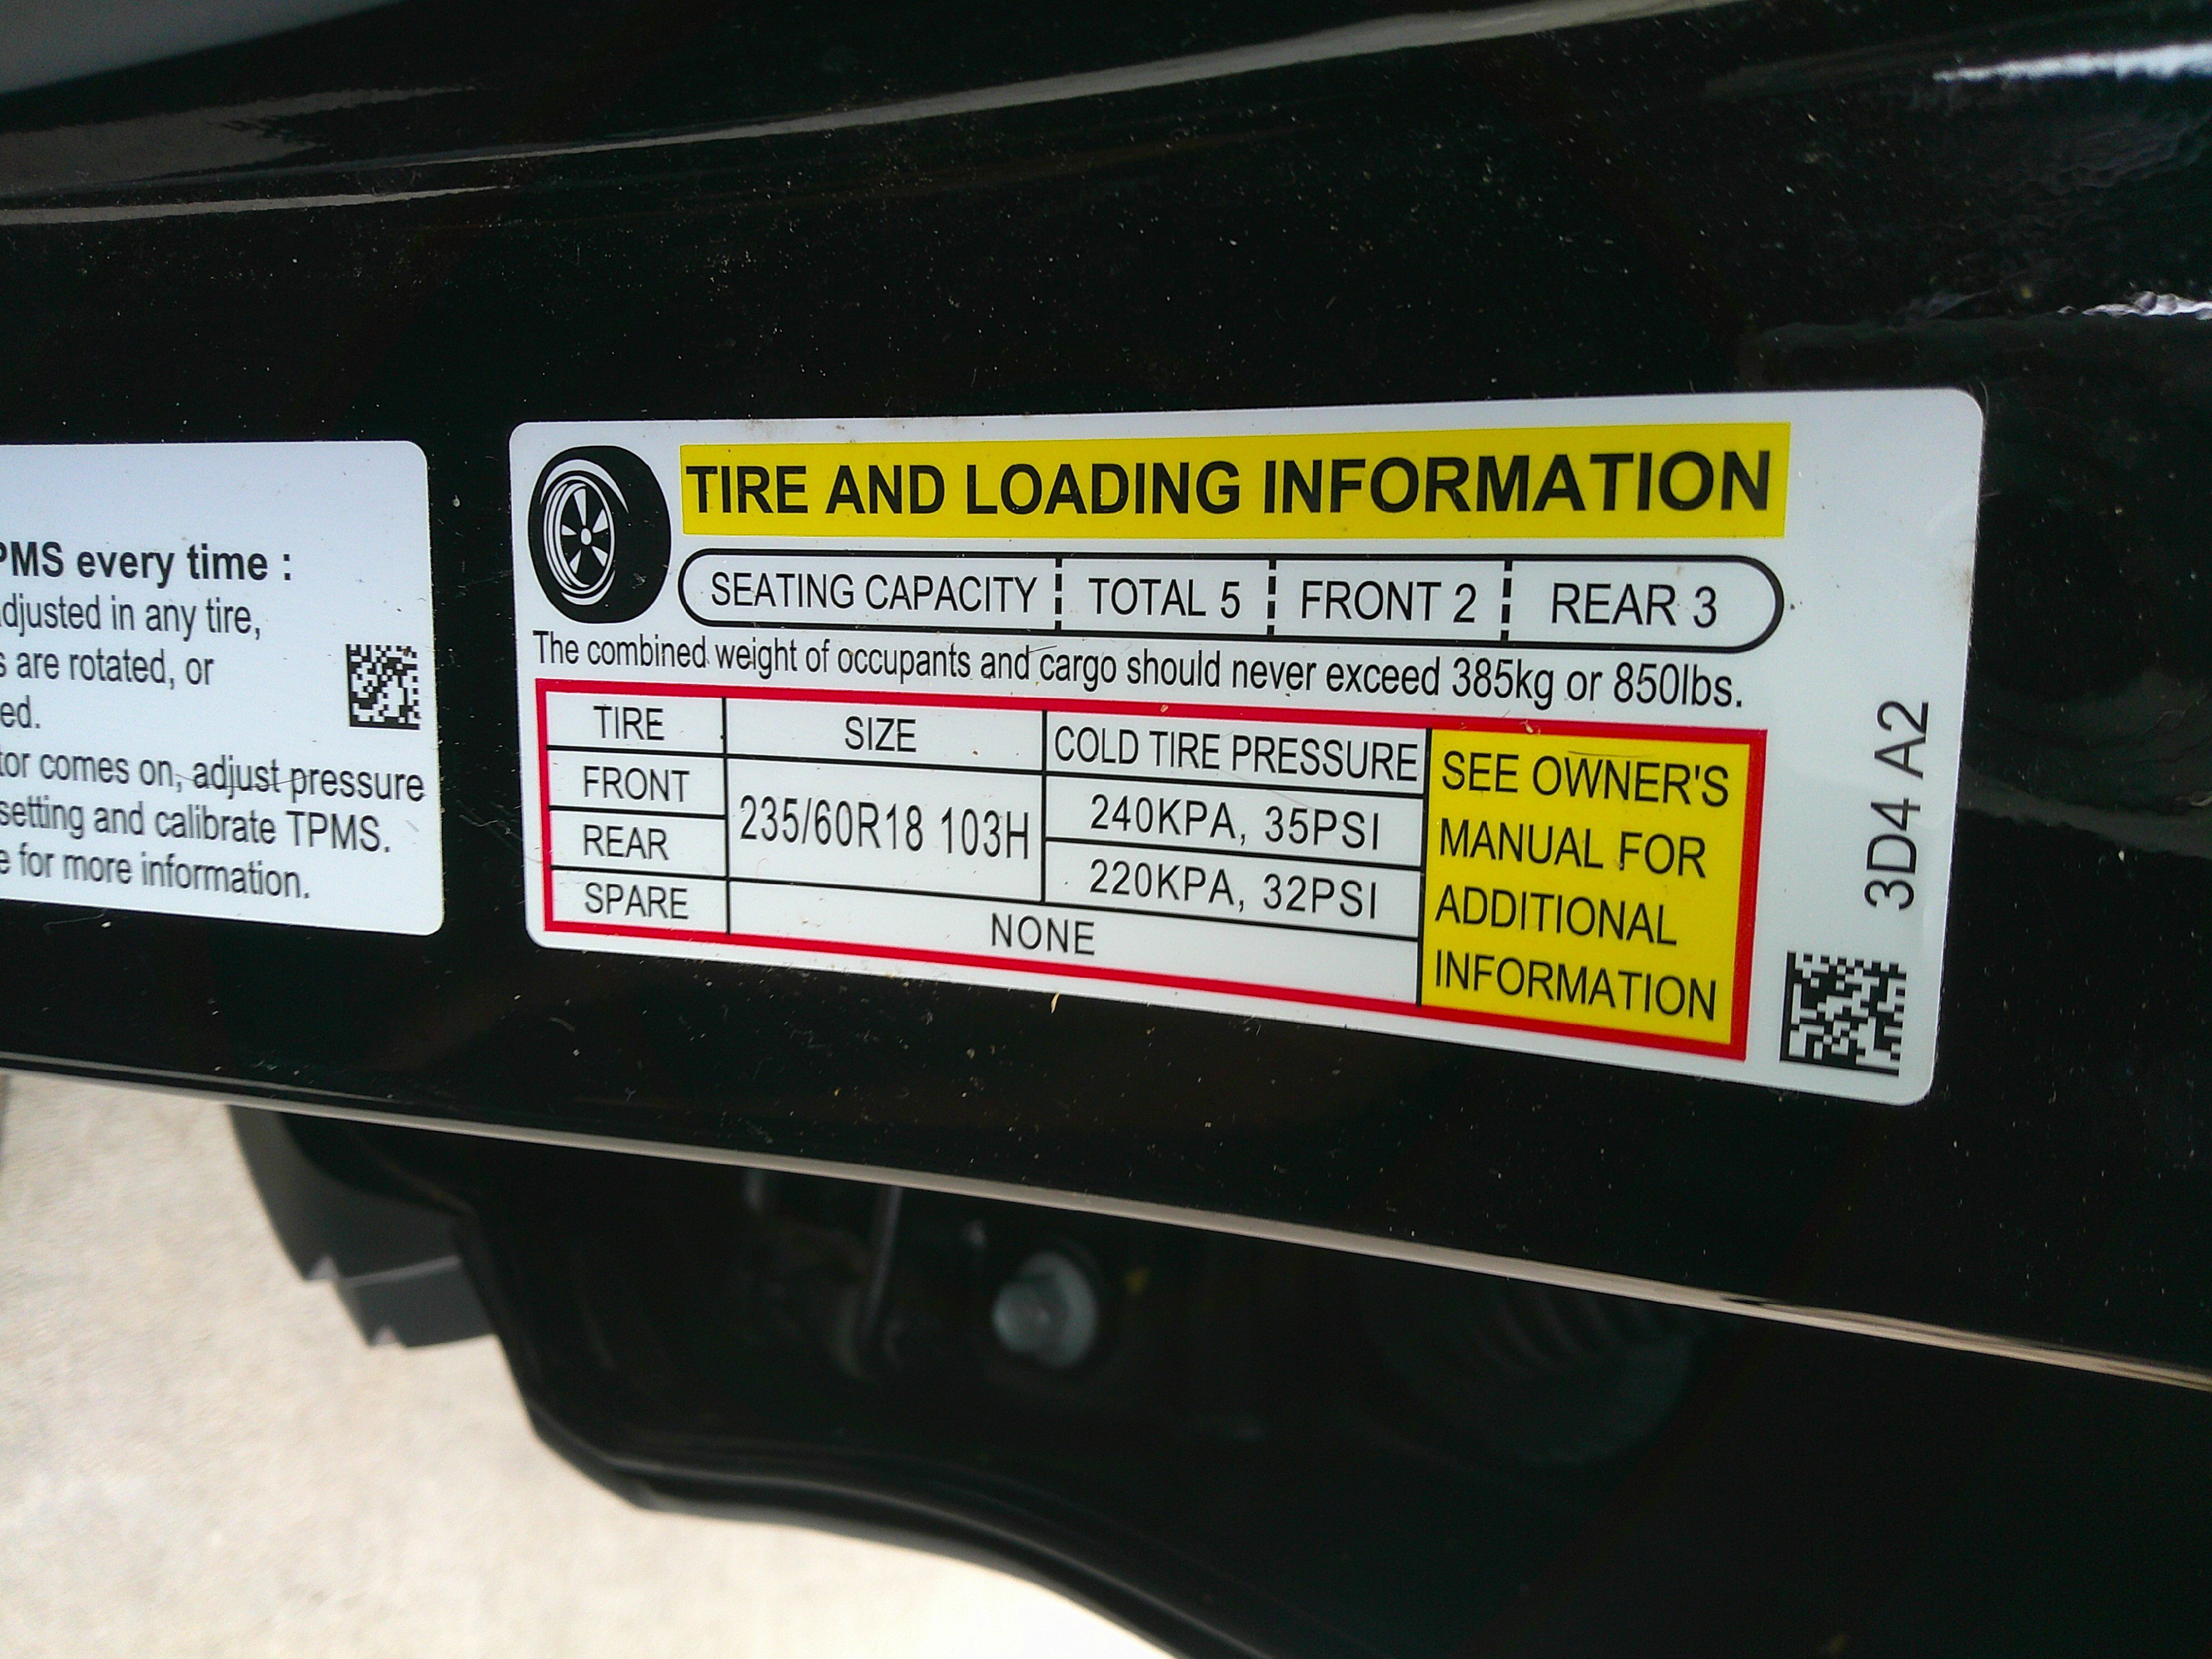 PMS every time :
djusted in any tire,
s are rotated, or
ed.
tor comes on, adjust pressure
setting and calibrate TPMS.
e for more information.
TIRE AND LOADING INFORMATION
SEATING CAPACITY TOTAL 5 FRONT 2 REAR 3
The combined weight of occupants and cargo should never exceed 385kg or 850lbs.
TIRE SIZE COLD TIRE PRESSURE
FRONT 235/60R18 103H 240KPA, 35PSI
REAR 220KPA, 32PSI
SPARE NONE
SEE OWNER'S
MANUAL FOR
ADDITIONAL
INFORMATION
3D4 A2